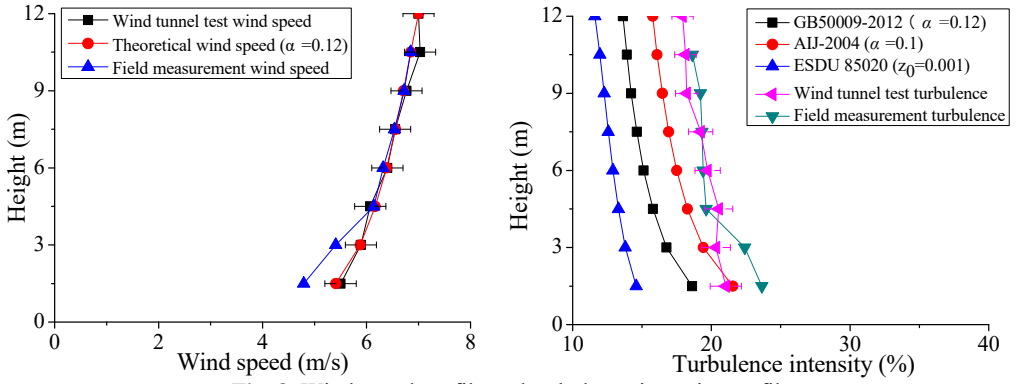 Wind tunnel test wind speed
Theoretical wind speed (α =0.12)
Field measurement wind speed
12
9
6
3
0
Height (m)
0
2
4
6
8
Wind speed (m/s)
GB50009-2012 ( α =0.12)
AIJ-2004 (α =0.1)
ESDU 85020 (z0=0.001)
Wind tunnel test turbulence
Field measurement turbulence
12
9
6
3
0
Height (m)
10
20
30
40
Turbulence intensity (%)